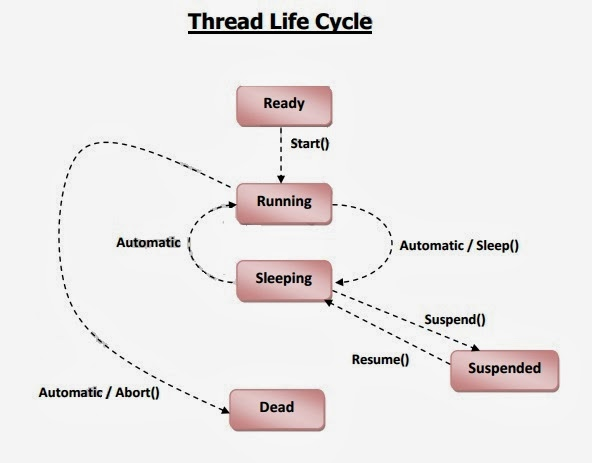 Thread Life Cycle
Ready
Start()
Running
Automatic
Automatic / Sleep()
Sleeping
Suspend()
Resume()
Suspended
Automatic / Abort()
Dead